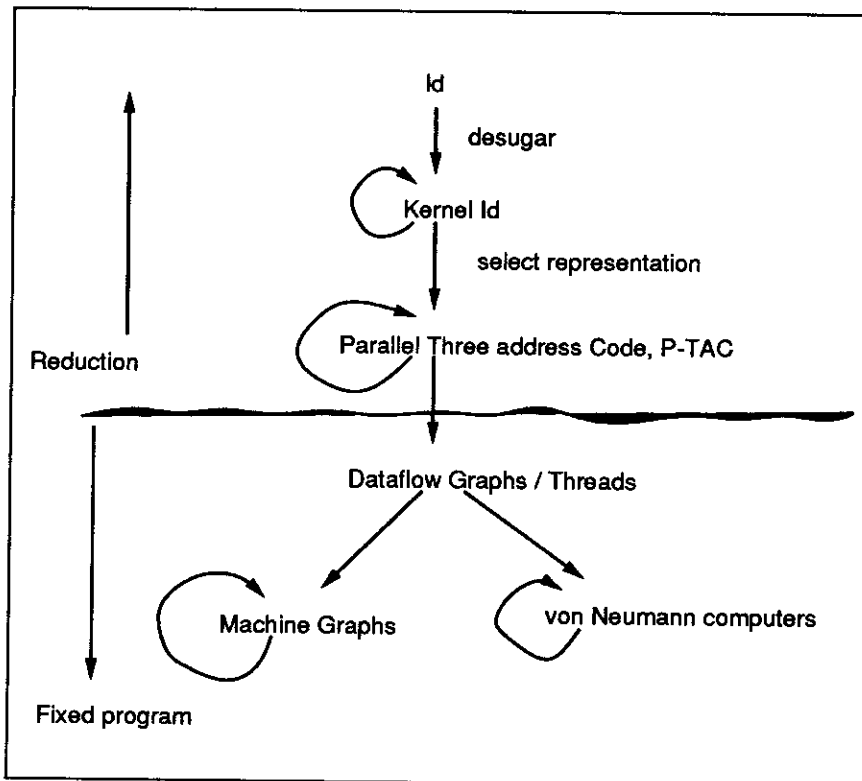 Id
desugar
Kernel Id
select representation
Parallel Three address Code, P-TAC
Reduction
Dataflow Graphs / Threads
Machine Graphs
von Neumann computers
Fixed program